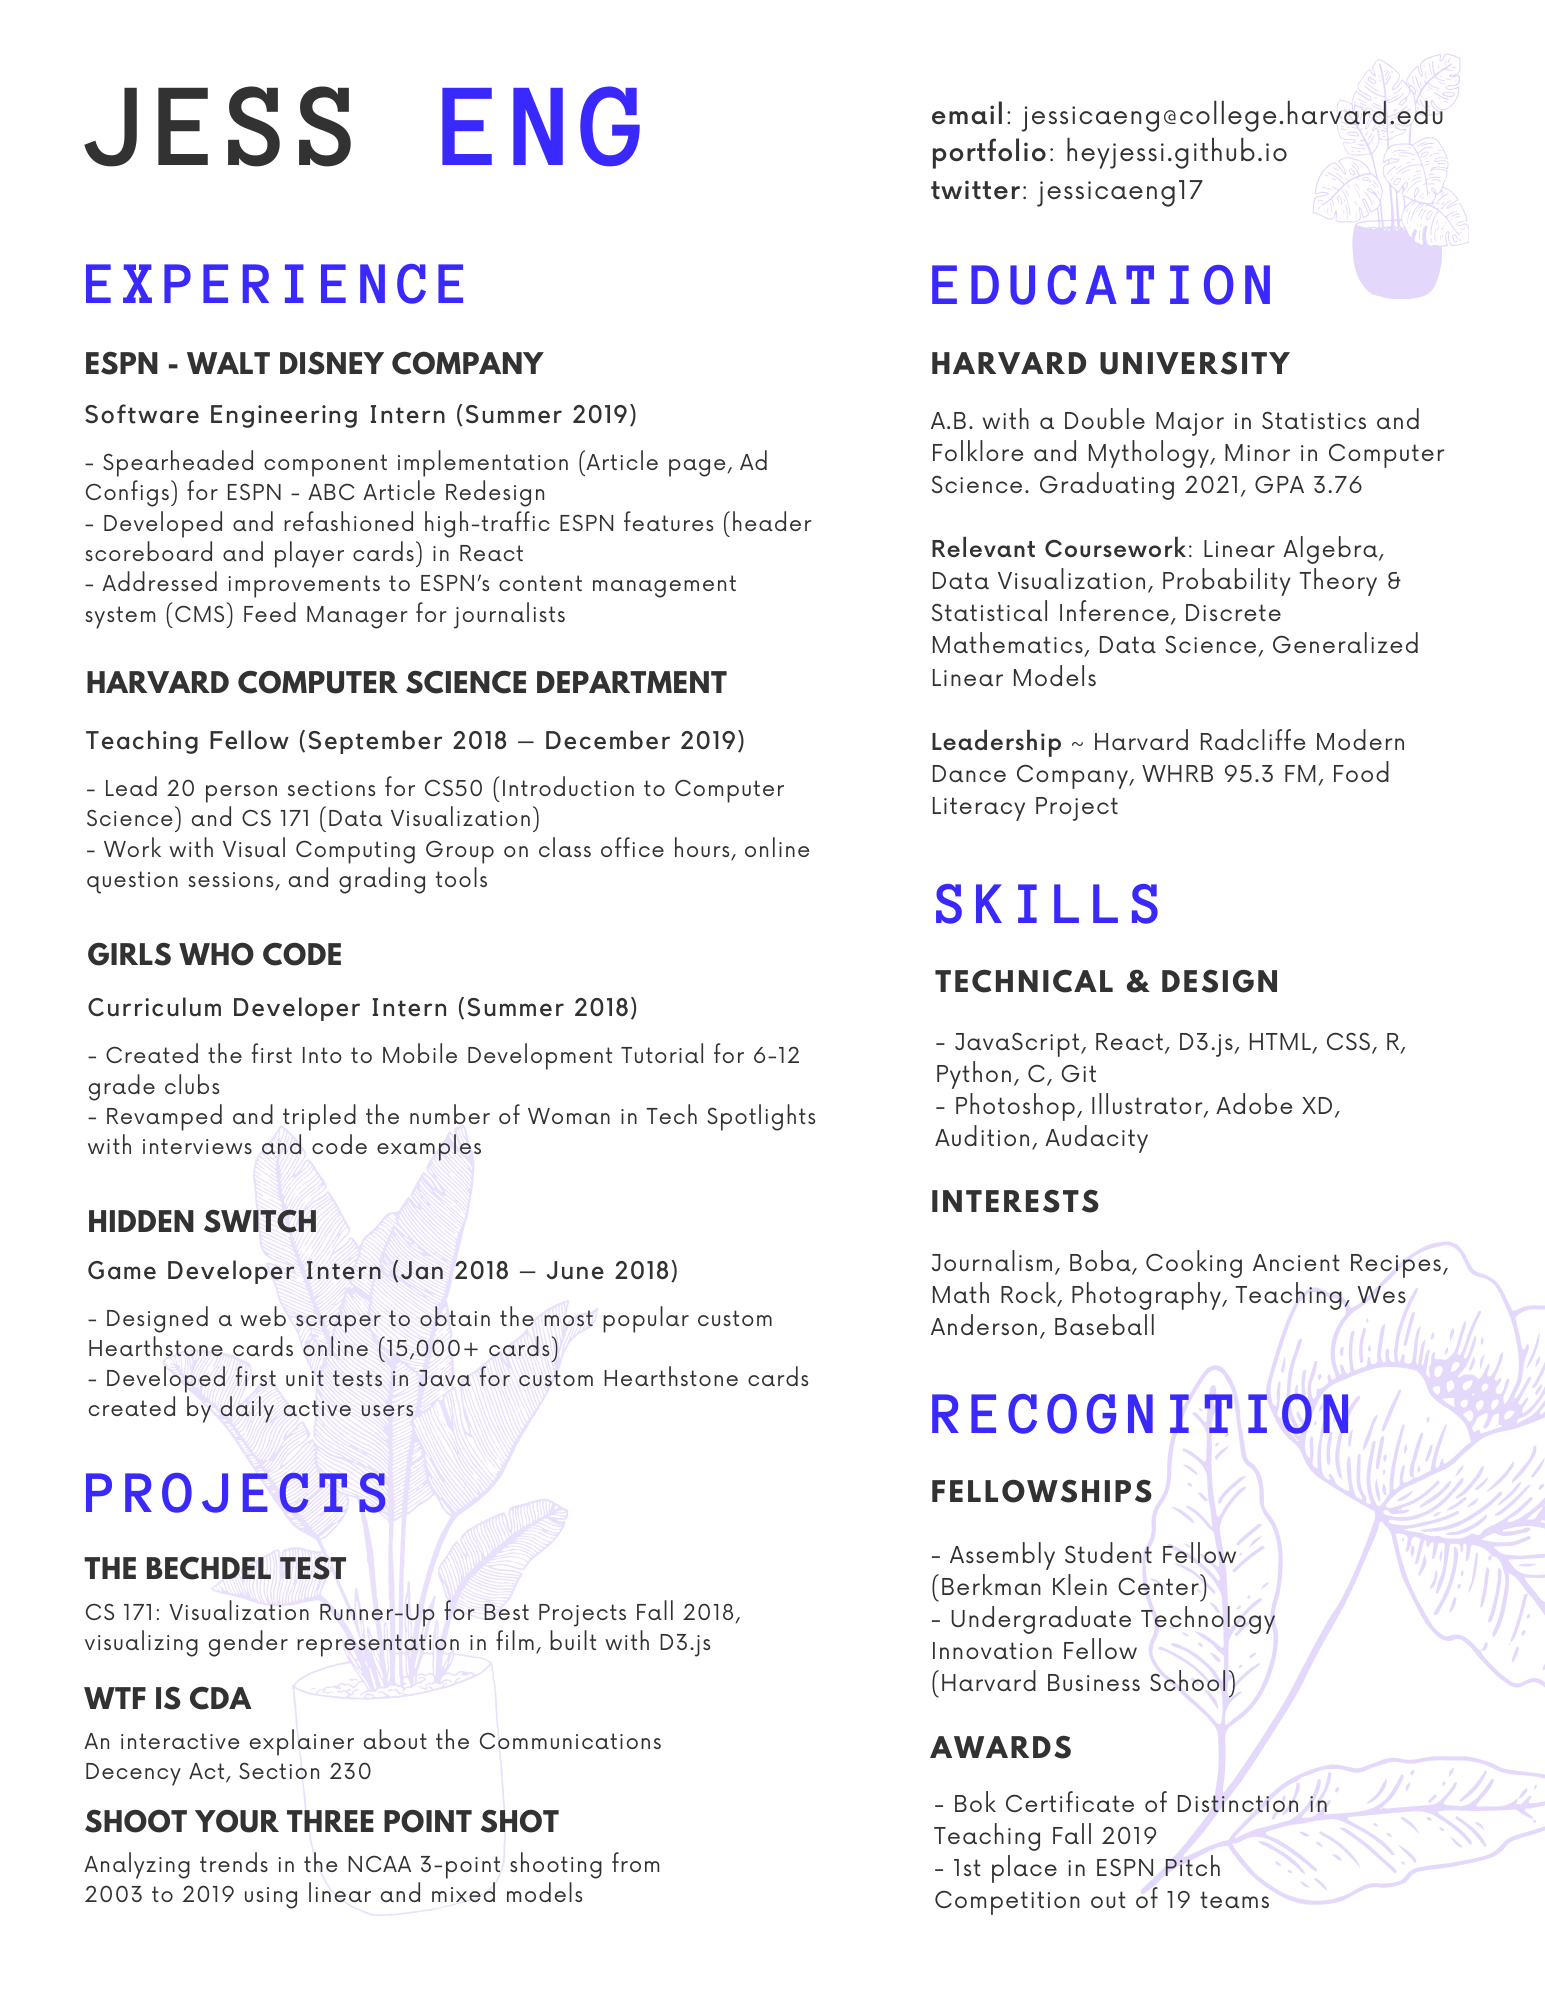 JESS ENG
email: jessicaeng@college.harvard.edu
portfolio: heyjessi.github.io
twitter: jessicaeng17
EXPERIENCE
ESPN - WALT DISNEY COMPANY
Software Engineering Intern (Summer 2019)
- Spearheaded component implementation (Article page, Ad
Configs) for ESPN - ABC Article Redesign
- Developed and refashioned high-traffic ESPN features (header
scoreboard and player cards) in React
- Addressed improvements to ESPN's content management
system (CMS) Feed Manager for journalists
HARVARD COMPUTER SCIENCE DEPARTMENT
Teaching Fellow (September 2018 – December 2019)
- Lead 20 person sections for CS50 (Introduction to Computer
Science) and CS 171 (Data Visualization)
- Work with Visual Computing Group on class office hours, online
question sessions, and grading tools
GIRLS WHO CODE
Curriculum Developer Intern (Summer 2018)
- Created the first Into to Mobile Development Tutorial for 6-12
grade clubs
- Revamped and tripled the number of Woman in Tech Spotlights
with interviews and code examples
HIDDEN SWITCH
Game Developer Intern (Jan 2018 – June 2018)
- Designed a web scraper to obtain the most popular custom
Hearthstone cards online (15,000+ cards)
- Developed first unit tests in Java for custom Hearthstone cards
created by daily active users
PROJECTS
THE BECHDEL TEST
CS 171: Visualization Runner-Up for Best Projects Fall 2018,
visualizing gender representation in film, built with D3.js
WTF IS CDA
An interactive explainer about the Communications
Decency Act, Section 230
SHOOT YOUR THREE POINT SHOT
Analyzing trends in the NCAA 3-point shooting from
2003 to 2019 using linear and mixed models
EDUCATION
HARVARD UNIVERSITY
A.B. with a Double Major in Statistics and
Folklore and Mythology, Minor in Computer
Science. Graduating 2021, GPA 3.76
Relevant Coursework: Linear Algebra,
Data Visualization, Probability Theory &
Statistical Inference, Discrete
Mathematics, Data Science, Generalized
Linear Models
Leadership ~ Harvard Radcliffe Modern
Dance Company, WHRB 95.3 FM, Food
Literacy Project
SKILLS
TECHNICAL & DESIGN
- JavaScript, React, D3.js, HTML, CSS, R,
Python, C, Git
- Photoshop, Illustrator, Adobe XD,
Audition, Audacity
INTERESTS
Journalism, Boba, Cooking Ancient Recipes,
Math Rock, Photography, Teaching, Wes
Anderson, Baseball
RECOGNITION
FELLOWSHIPS
- Assembly Student Fellow
(Berkman Klein Center)
- Undergraduate Technology
Innovation Fellow
(Harvard Business School)
AWARDS
- Bok Certificate of Distinction in
Teaching Fall 2019
- 1st place in ESPN Pitch
Competition out of 19 teams